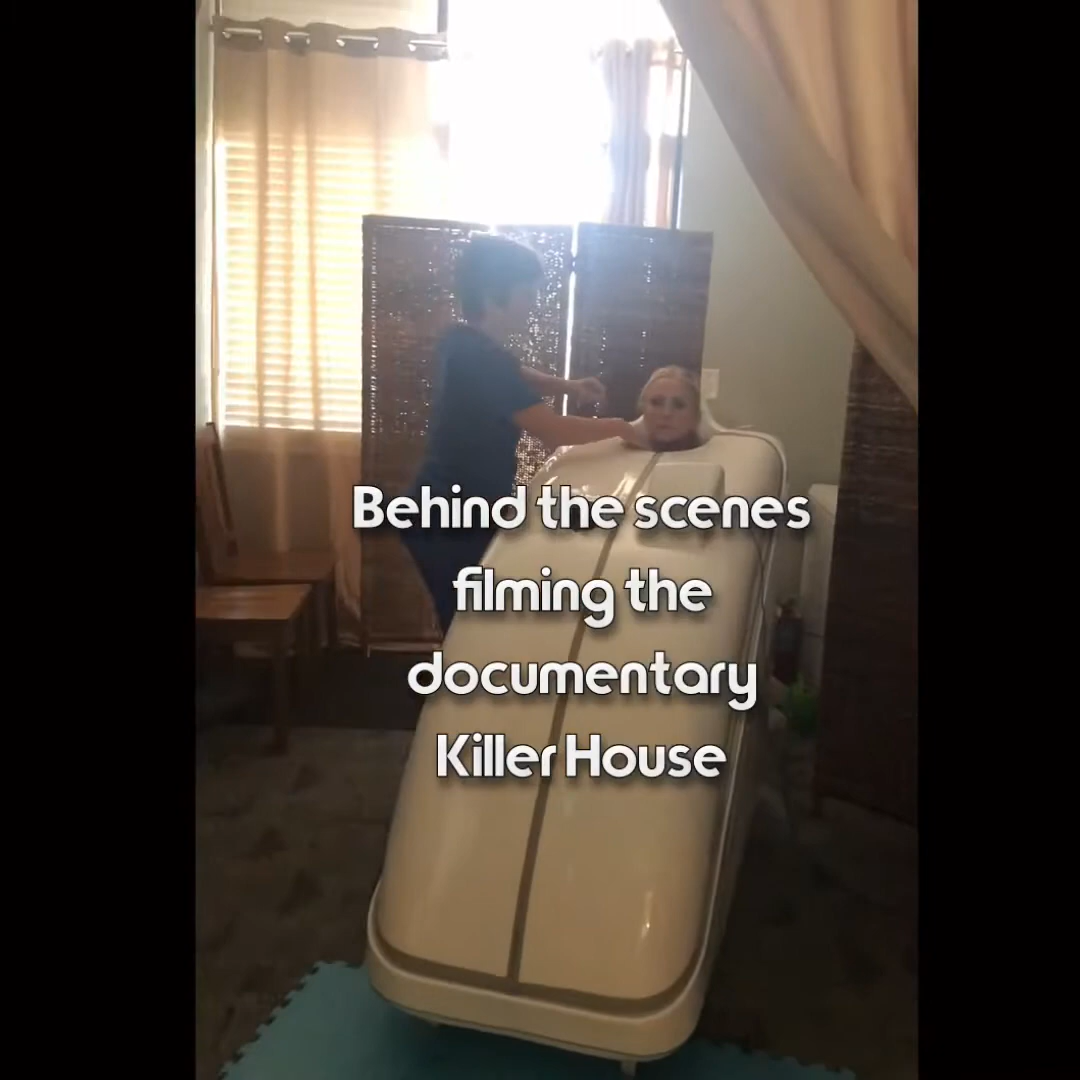 Behind the scenes
filming the
documentary
Killer House